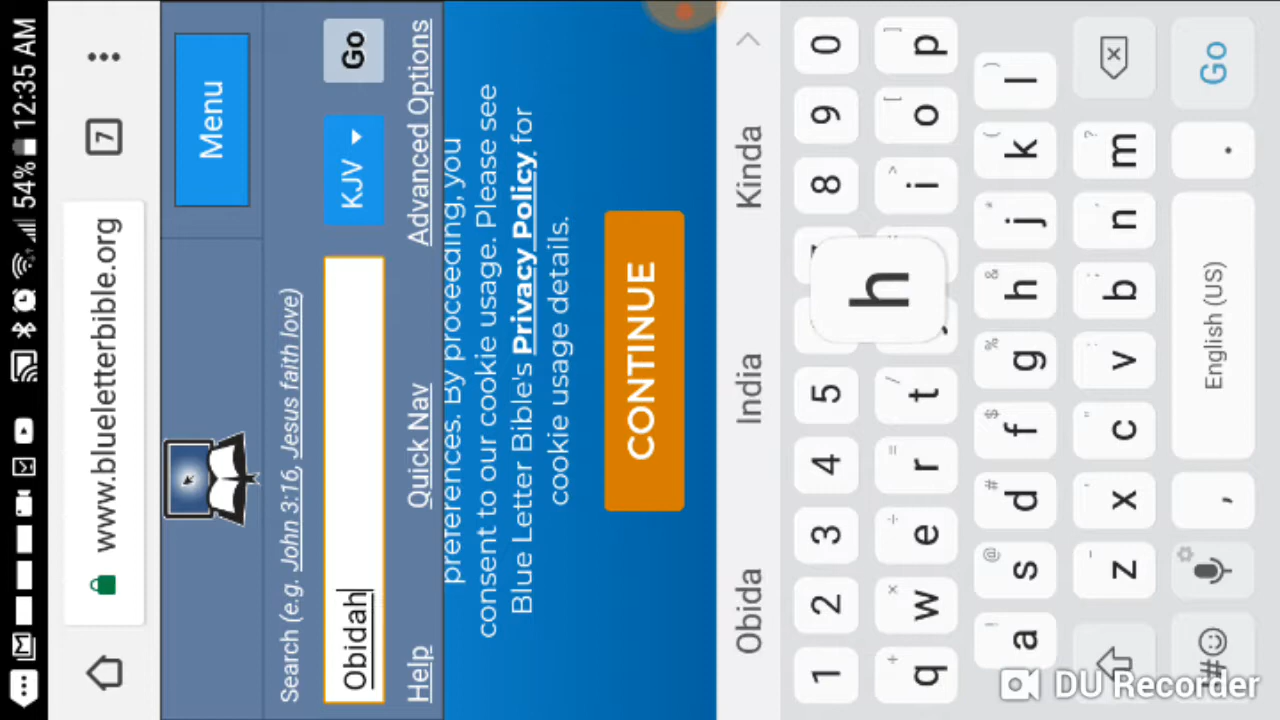 54% 12:35 AM
www.blueletterbible.org
7
Menu
Search (e.g. John 3:16, Jesus faith love)
Obidah
KJV
Go
Help
Quick Nav
Advanced Options
preferences. By proceeding, you
consent to our cookie usage. Please see
Blue Letter Bible's Privacy Policy for
cookie usage details.
CONTINUE
Obida India Kinda
1 2 3 4 5 8 9 0
q w e r t h i o p
a s d f g h j k l
z x c v b n m
#☺ , English (US) . Go
DU Recorder